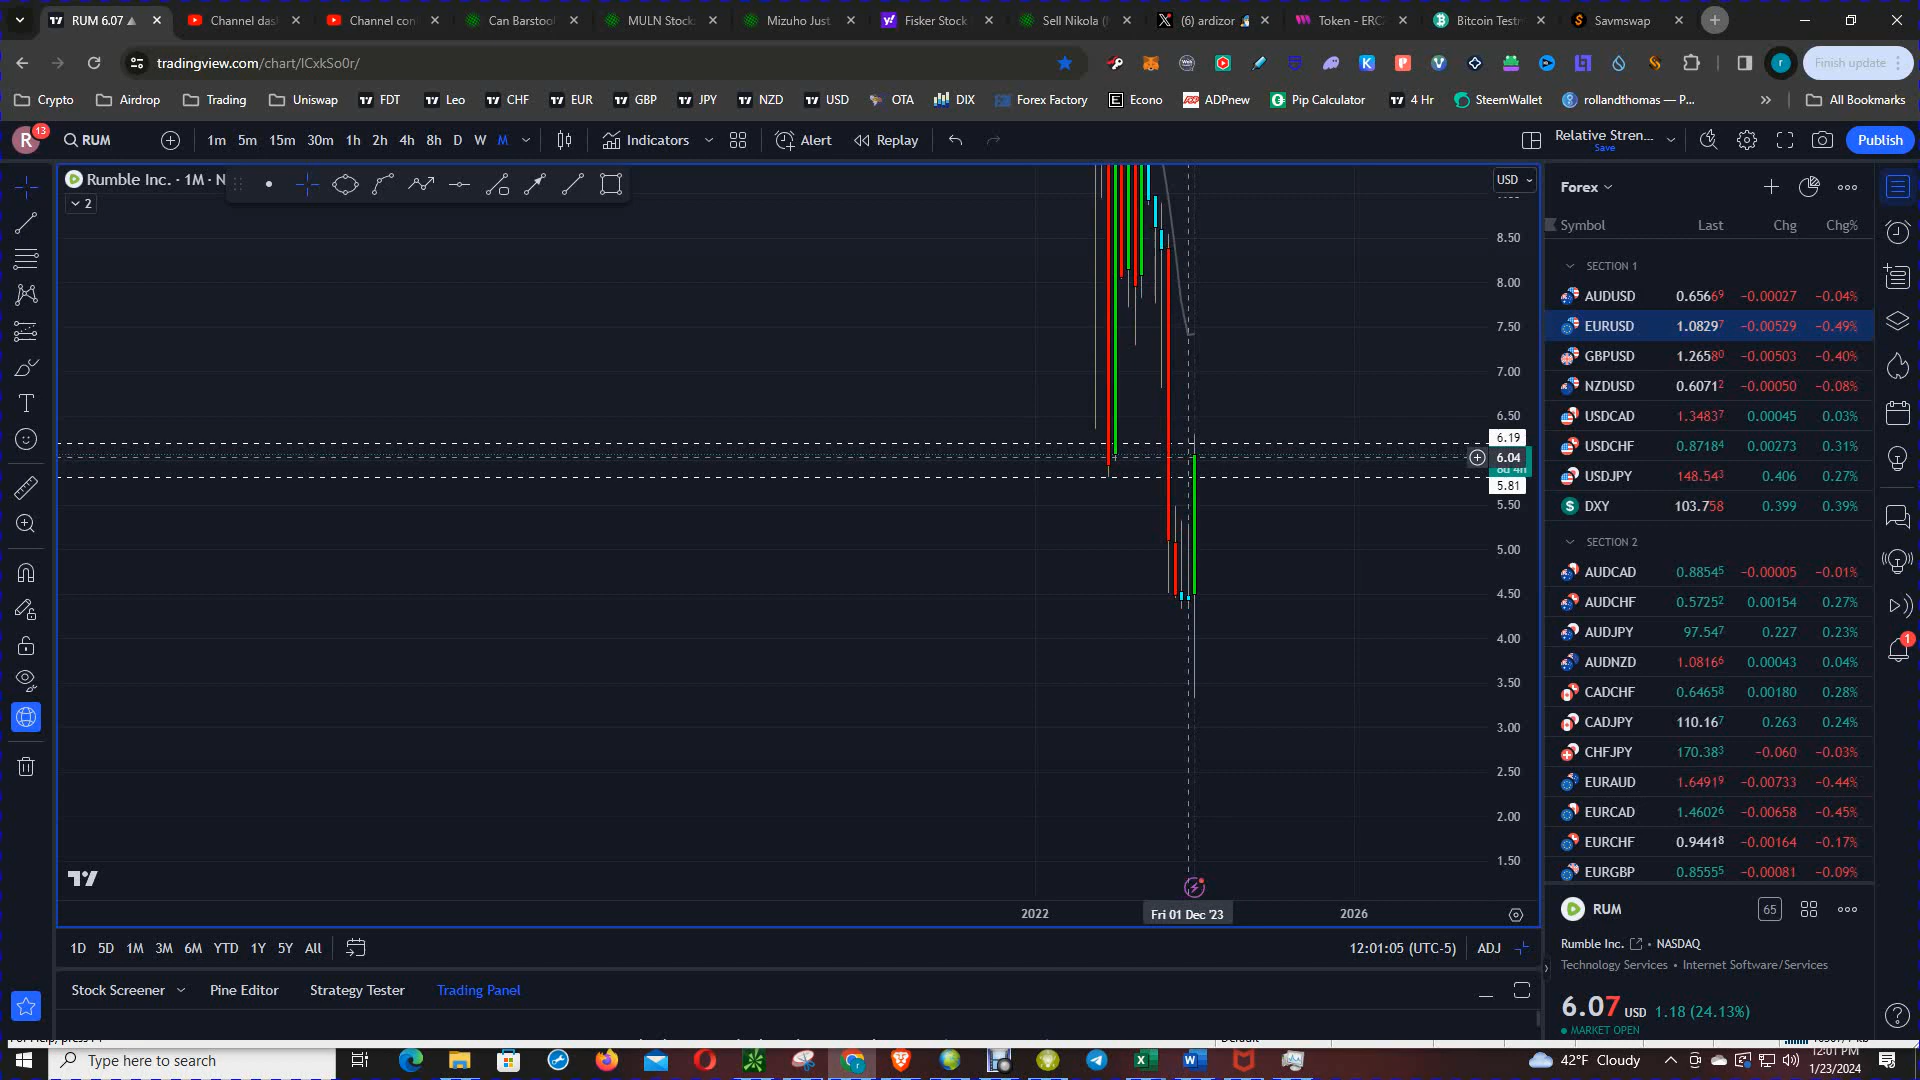 RUM 6.07 ▲
Channel das
Channel con
Can Barstoo
MULN Stock
Mizuho Just
Fisker Stock
Sell Nikola (
(6) ardizor
Token - ERC
Bitcoin Testn
Savmswap
tradingview.com/chart/lCxkSo0r/
Finish update
Crypto
Airdrop
Trading
Uniswap
FDT
Leo
CHF
EUR
GBP
JPY
NZD
USD
OTA
DIX
Forex Factory
Econo
ADPnew
Pip Calculator
4 Hr
SteemWallet
rollandthomas — P...
All Bookmarks
R 13
RUM
1m 5m 15m 30m 1h 2h 4h 8h D W M
Indicators
Alert
Replay
Relative Stren...
Save
Publish
Rumble Inc. · 1M · N
2
USD
8.50
8.00
7.50
7.00
6.50
6.19
6.04
5.81
5.50
5.00
4.50
4.00
3.50
3.00
2.50
2.00
1.50
2022
Fri 01 Dec '23
2026
1D 5D 1M 3M 6M YTD 1Y 5Y All
12:01:05 (UTC-5)
ADJ
Stock Screener
Pine Editor
Strategy Tester
Trading Panel
Forex
Symbol Last Chg Chg%
SECTION 1
AUDUSD 0.65669 −0.00027 −0.04%
EURUSD 1.08297 −0.00529 −0.49%
GBPUSD 1.26580 −0.00503 −0.40%
NZDUSD 0.60712 −0.00050 −0.08%
USDCAD 1.34837 0.00045 0.03%
USDCHF 0.87184 0.00273 0.31%
USDJPY 148.543 0.406 0.27%
DXY 103.758 0.399 0.39%
SECTION 2
AUDCAD 0.88545 −0.00005 −0.01%
AUDCHF 0.57252 0.00154 0.27%
AUDJPY 97.547 0.227 0.23%
AUDNZD 1.08166 0.00043 0.04%
CADCHF 0.64658 0.00180 0.28%
CADJPY 110.167 0.263 0.24%
CHFJPY 170.383 −0.060 −0.03%
EURAUD 1.64919 −0.00733 −0.44%
EURCAD 1.46026 −0.00658 −0.45%
EURCHF 0.94418 −0.00164 −0.17%
EURGBP 0.85555 −0.00081 −0.09%
1
RUM
65
Rumble Inc. • NASDAQ
Technology Services • Internet Software/Services
6.07 USD 1.18 (24.13%)
MARKET OPEN
Type here to search
42°F Cloudy
12:01 PM
1/23/2024